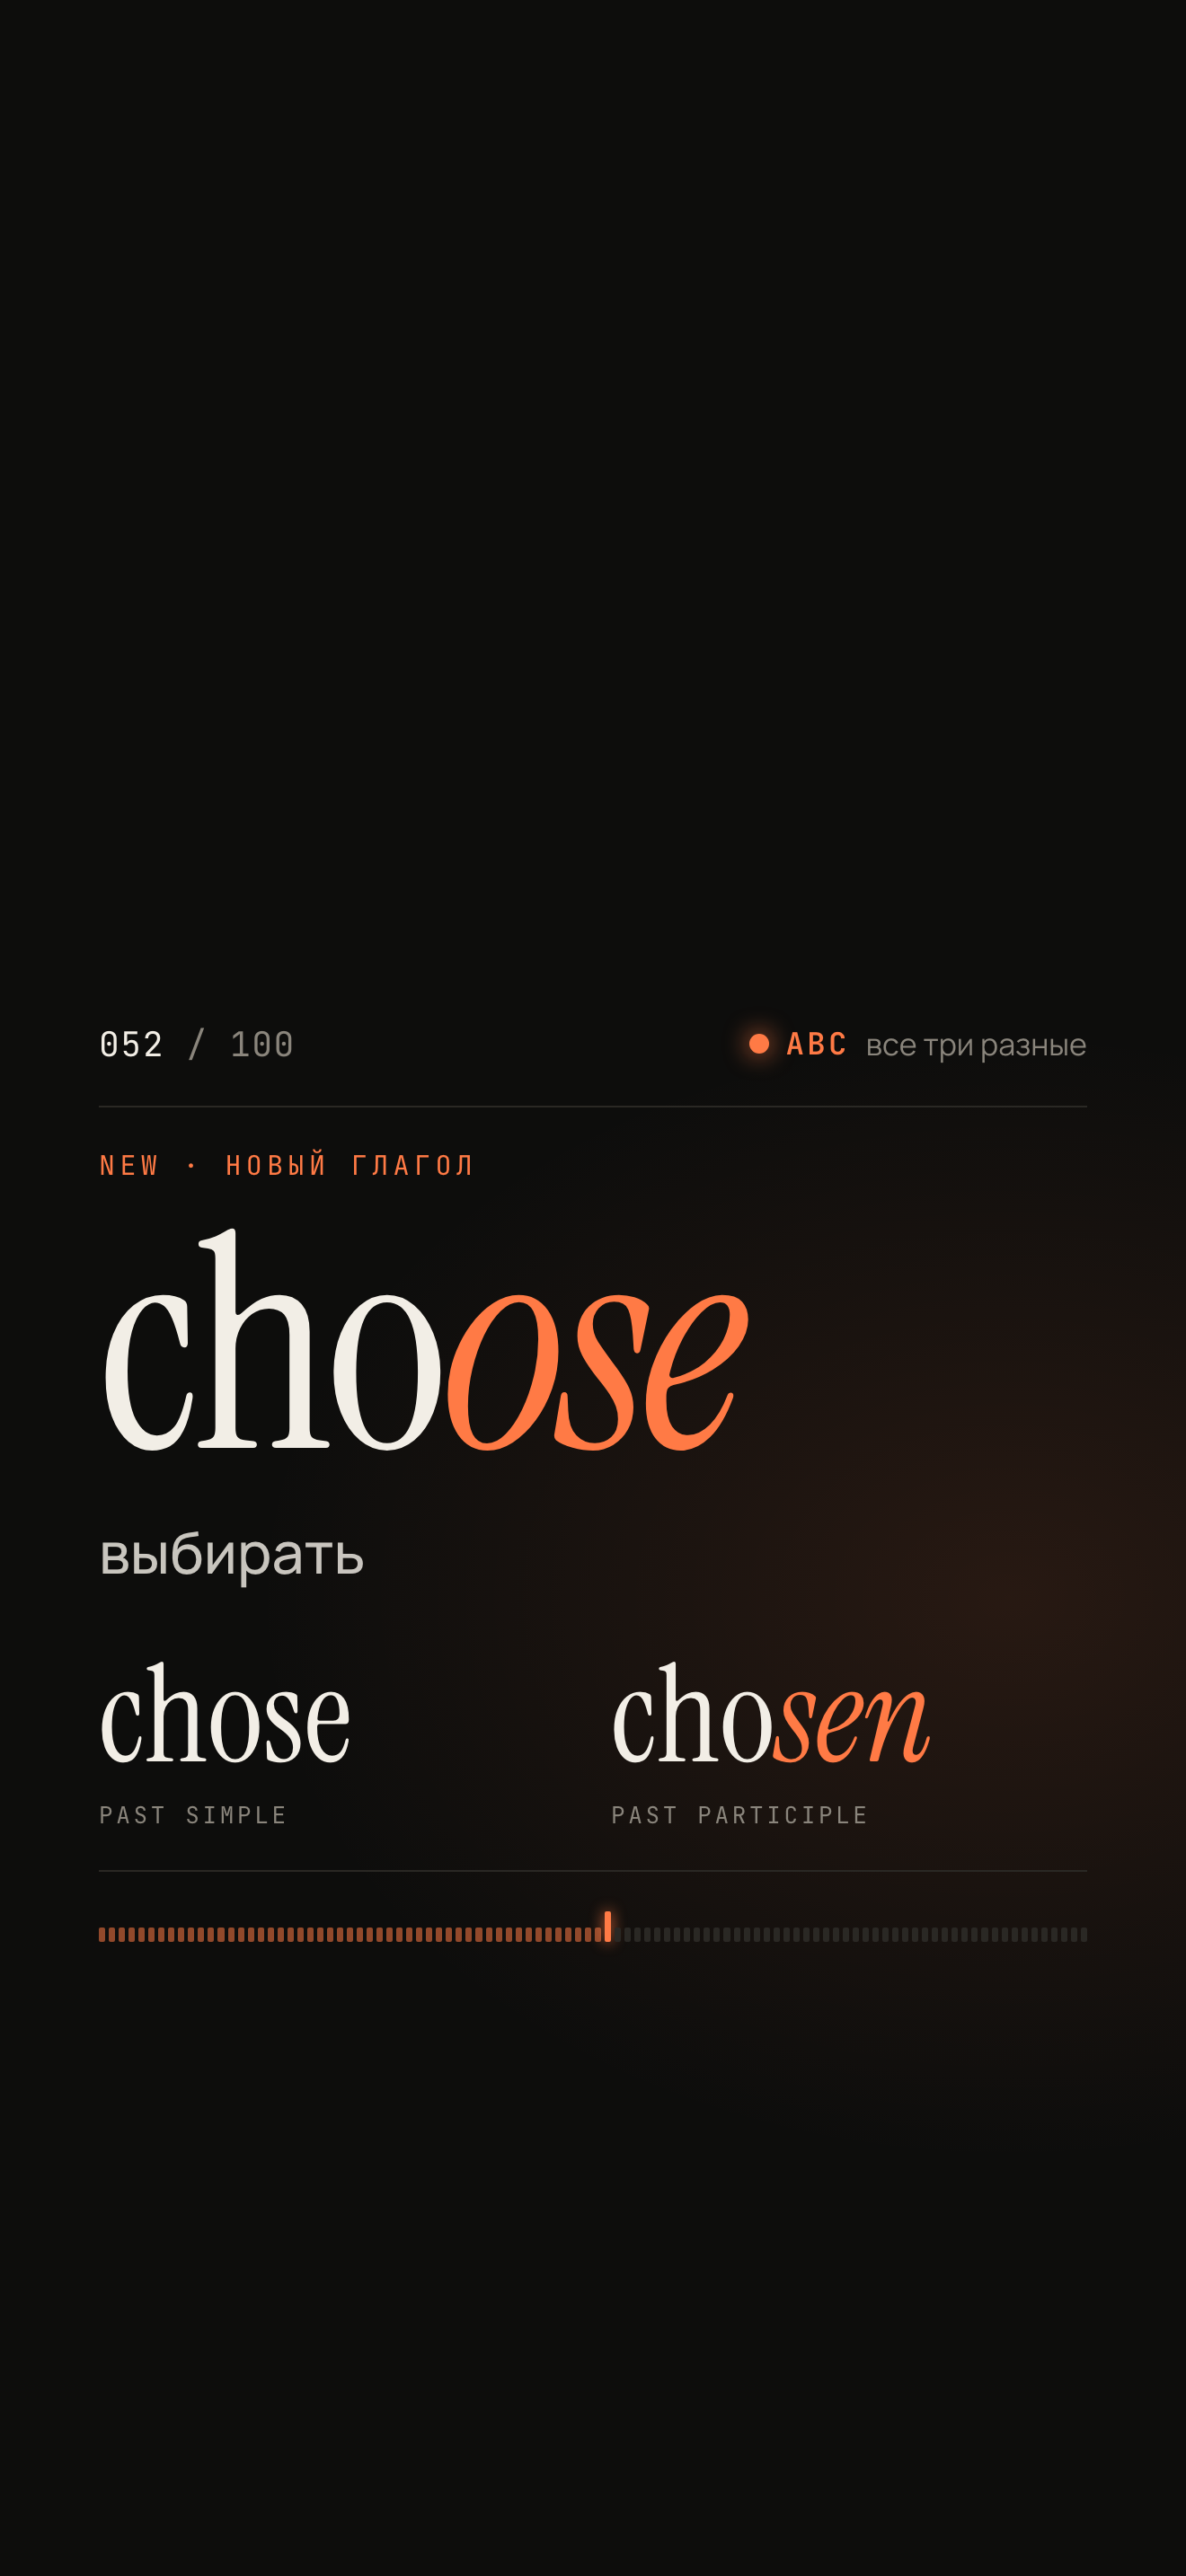 052 / 100
ABC все три разные
NEW · НОВЫЙ ГЛАГОЛ
choose
выбирать
chose
chosen
PAST SIMPLE
PAST PARTICIPLE